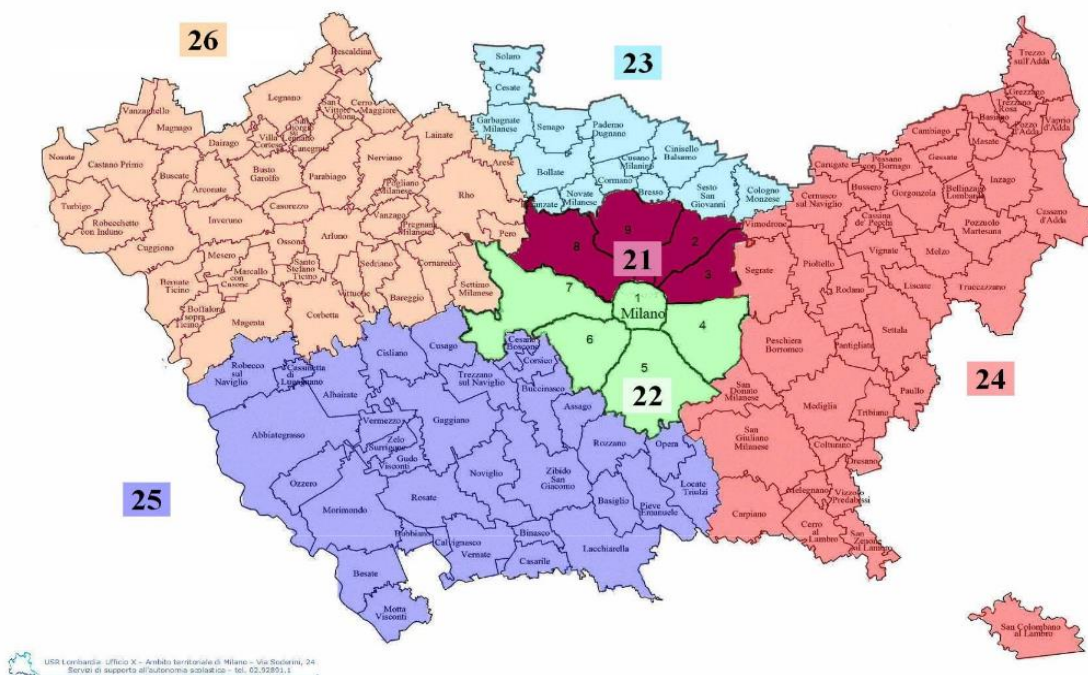 26
23
Rescaldina
Solaro
Trezzo
sull'Adda
Cesate
Legnano
San
Vittore
Olona
Cerro
Maggiore
Vanzaghello
Magnago
Dairago
Villa
Cortese
San
Giorgio
su
Legnano
Canegrate
Lainate
Garbagnate
Milanese
Senago
Paderno
Dugnano
Cinisello
Balsamo
Cusano
Milanino
Grezzago
Trezzano
Rosa
Basiano
Pozzo
d'Adda
Vaprio
d'Adda
Masate
Cambiago
Nosate
Castano Primo
Buscate
Arconate
Busto
Garolfo
Parabiago
Nerviano
Arese
Bollate
Cormano
Bresso
Sesto
San
Giovanni
Cologno
Monzese
Carugate
Pessano
con Bornago
Gessate
Inzago
Turbigo
Robecchetto
con Induno
Casorezzo
Pogliano
Milanese
Rho
Baranzate
Novate
Milanese
Cernusco
sul Naviglio
Bussero
Gorgonzola
Bellinzago
Lombardo
Cassano
d'Adda
Inveruno
Vanzago
Pregnana
Milanese
Pero
9
8
2
21
3
Vimodrone
Cassina
de' Pecchi
Pozzuolo
Martesana
Cuggiono
Mesero
Ossona
Arluno
Sedriano
Cornaredo
Segrate
Pioltello
Vignate
Melzo
Bernate
Ticino
Marcallo
con
Casone
Santo
Stefano
Ticino
Vittuone
Bareggio
Settimo
Milanese
7
1
Milano
Rodano
Liscate
Truccazzano
Boffalora
sopra
Ticino
Magenta
Corbetta
4
6
5
22
Settala
Robecco
sul
Naviglio
Cassinetta
di
Lugagnano
Cisliano
Cusago
Cesano
Boscone
Corsico
Peschiera
Borromeo
Pantigliate
24
Albairate
Trezzano
sul Naviglio
Buccinasco
San
Donato
Milanese
Mediglia
Paullo
Tribiano
Abbiategrasso
Vermezzo
Zelo
Surrigone
Gudo
Visconti
Gaggiano
Assago
Rozzano
Opera
San
Giuliano
Milanese
Colturano
Dresano
25
Ozzero
Morimondo
Rosate
Noviglio
Zibido
San
Giacomo
Basiglio
Pieve
Emanuele
Locate
Triulzi
Melegnano
Vizzolo
Predabissi
Carpiano
Cerro
al
Lambro
San
Zenone
al Lambro
Bubbiano
Calvignasco
Vernate
Binasco
Casarile
Lacchiarella
Besate
Motta
Visconti
San Colombano
al Lambro
USR Lombardia: Ufficio X – Ambito territoriale di Milano – Via Soderini, 24
Servizi di supporto all'autonomia scolastica – tel. 02.92891.1